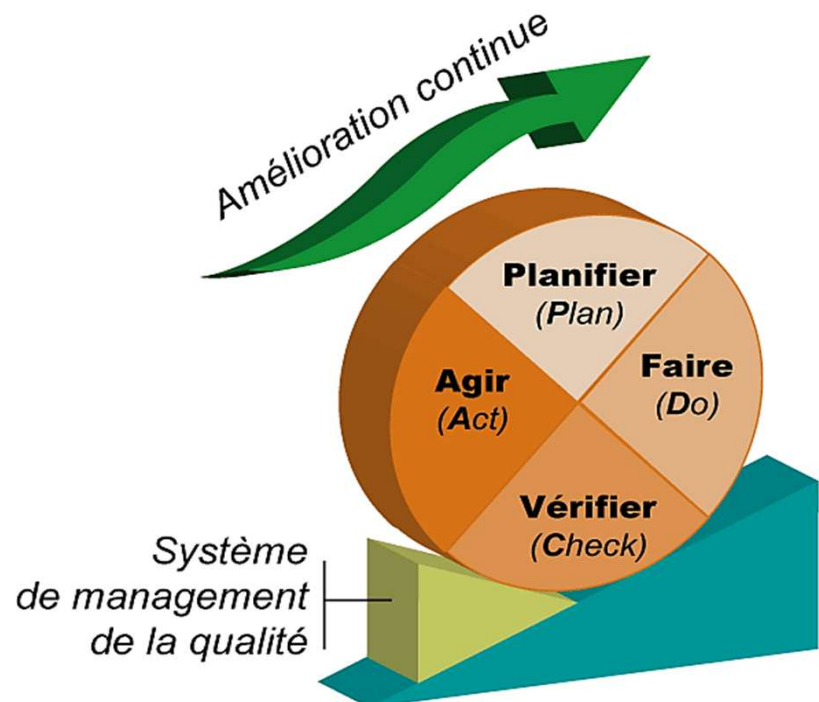 Amélioration continue
Planifier
(Plan)
Faire
(Do)
Agir
(Act)
Vérifier
(Check)
Système
de management
de la qualité